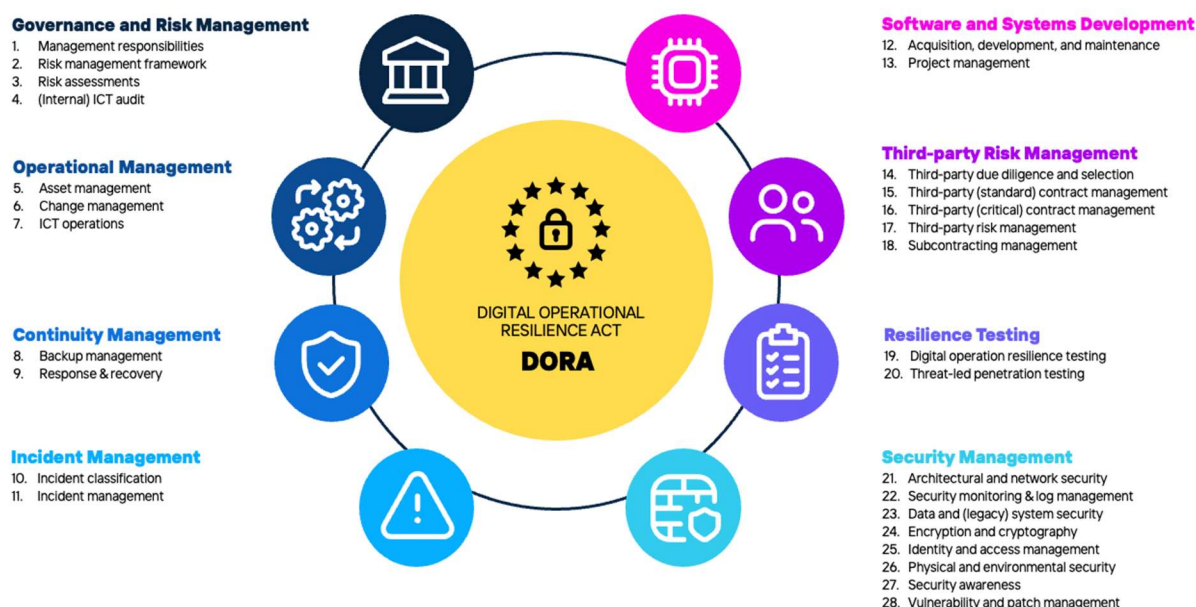 Governance and Risk Management
1. Management responsibilities
2. Risk management framework
3. Risk assessments
4. (Internal) ICT audit
Operational Management
5. Asset management
6. Change management
7. ICT operations
Continuity Management
8. Backup management
9. Response & recovery
Incident Management
10. Incident classification
11. Incident management
DIGITAL OPERATIONAL
RESILIENCE ACT
DORA
Software and Systems Development
12. Acquisition, development, and maintenance
13. Project management
Third-party Risk Management
14. Third-party due diligence and selection
15. Third-party (standard) contract management
16. Third-party (critical) contract management
17. Third-party risk management
18. Subcontracting management
Resilience Testing
19. Digital operation resilience testing
20. Threat-led penetration testing
Security Management
21. Architectural and network security
22. Security monitoring & log management
23. Data and (legacy) system security
24. Encryption and cryptography
25. Identity and access management
26. Physical and environmental security
27. Security awareness
28. Vulnerability and patch management